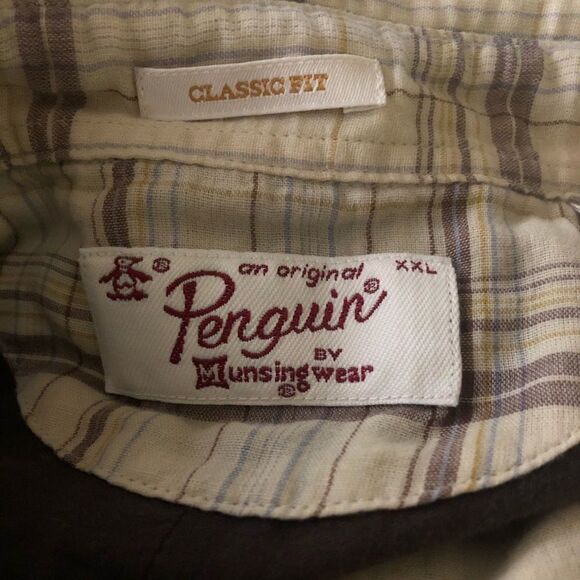 CLASSIC FIT
® an original XXL
Penguin®
BY
Munsingwear
®